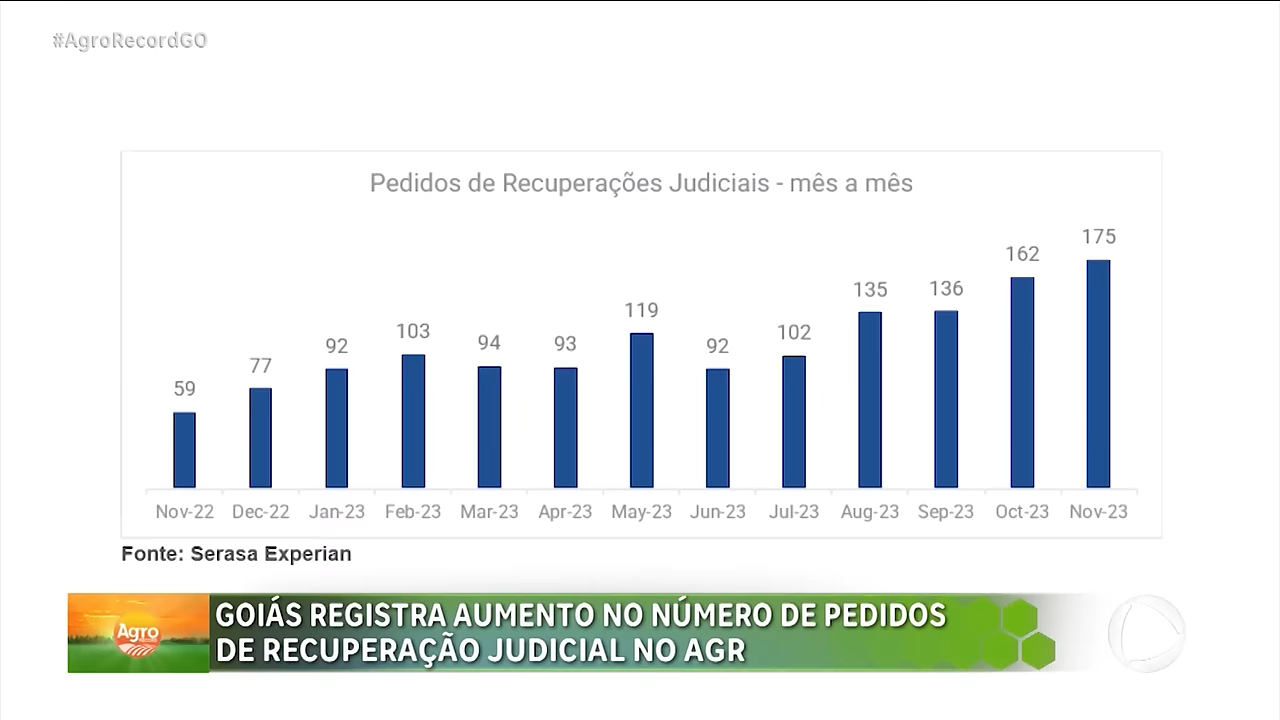 #AgroRecordGO
Pedidos de Recuperações Judiciais - mês a mês
59 77 92 103 94 93 119 92 102 135 136 162 175
Nov-22 Dec-22 Jan-23 Feb-23 Mar-23 Apr-23 May-23 Jun-23 Jul-23 Aug-23 Sep-23 Oct-23 Nov-23
Fonte: Serasa Experian
Agro
GOIÁS REGISTRA AUMENTO NO NÚMERO DE PEDIDOS
DE RECUPERAÇÃO JUDICIAL NO AGR